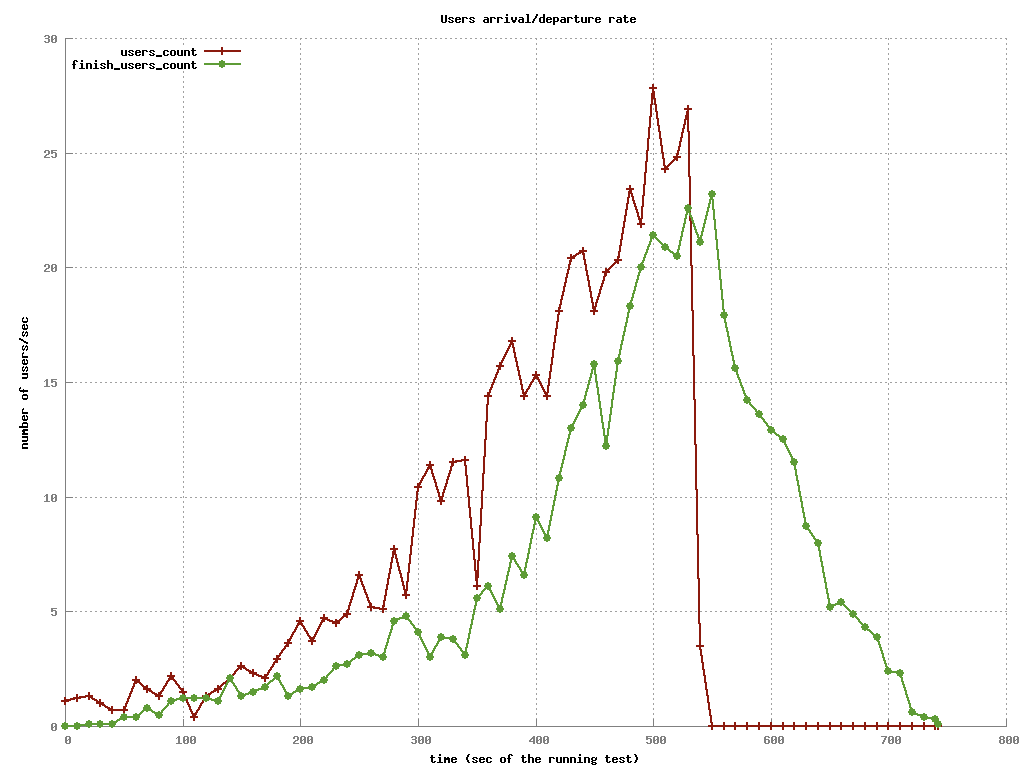 Users arrival/departure rate
30
users_count
finish_users_count
25
20
number of users/sec
15
10
5
0
0 100 200 300 400 500 600 700 800
time (sec of the running test)